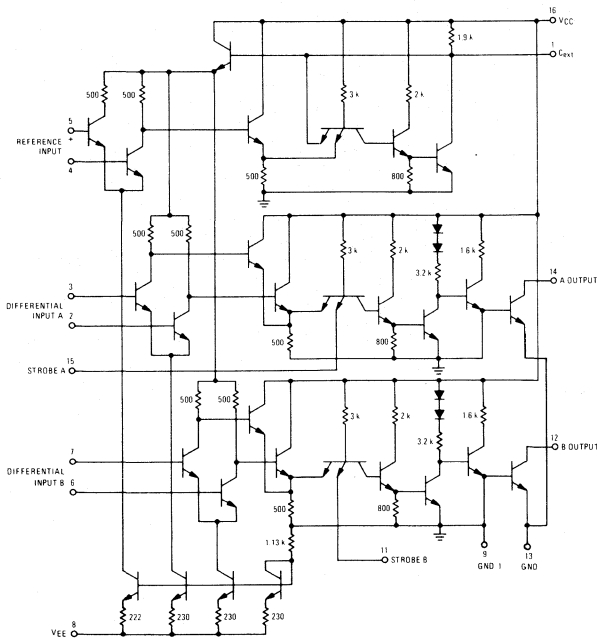 16
VCC
1.9 k
1
Cext
500
500
3 k
2 k
5
+
REFERENCE
INPUT
4
500
800
500
500
3 k
2 k
1.6 k
14
A OUTPUT
3.2 k
3
DIFFERENTIAL
INPUT A
2
500
800
15
STROBE A
500
500
3 k
2 k
1.6 k
12
B OUTPUT
3.2 k
7
DIFFERENTIAL
INPUT B
6
500
800
1.13 k
11
STROBE B
9
GND 1
13
GND
8
VEE
222
230
230
230